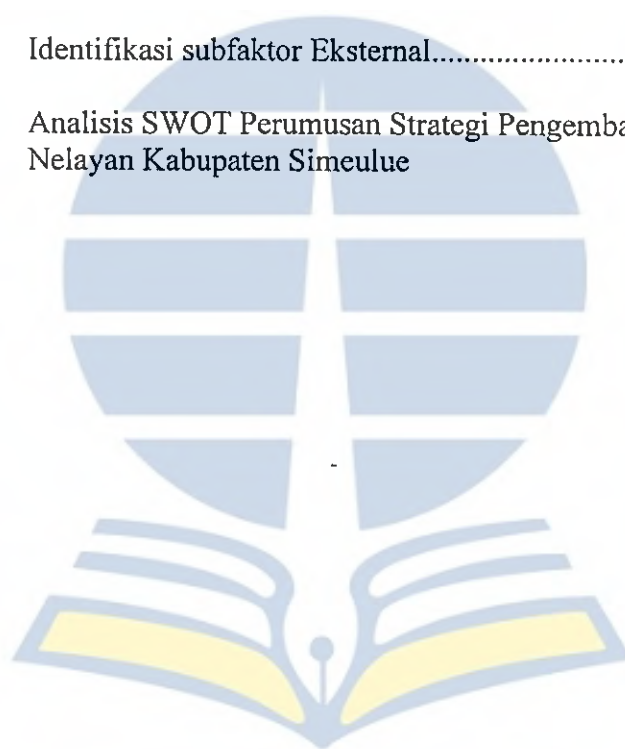 Identifikasi subfaktor Eksternal........................
Analisis SWOT Perumusan Strategi Pengemba
Nelayan Kabupaten Simeulue